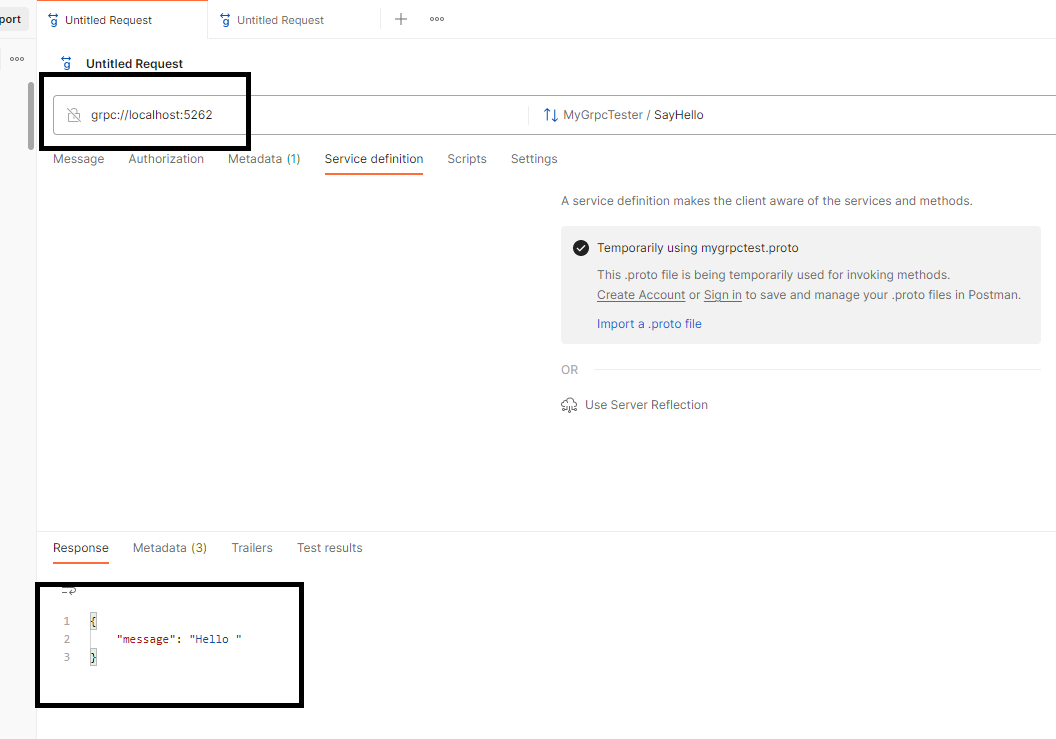 port
Untitled Request
Untitled Request
Untitled Request
grpc://localhost:5262
MyGrpcTester / SayHello
Message Authorization Metadata (1) Service definition Scripts Settings
A service definition makes the client aware of the services and methods.
Temporarily using mygrpctest.proto
This .proto file is being temporarily used for invoking methods.
Create Account or Sign in to save and manage your .proto files in Postman.
Import a .proto file
OR
Use Server Reflection
Response Metadata (3) Trailers Test results
1 {
2 "message": "Hello "
3 }